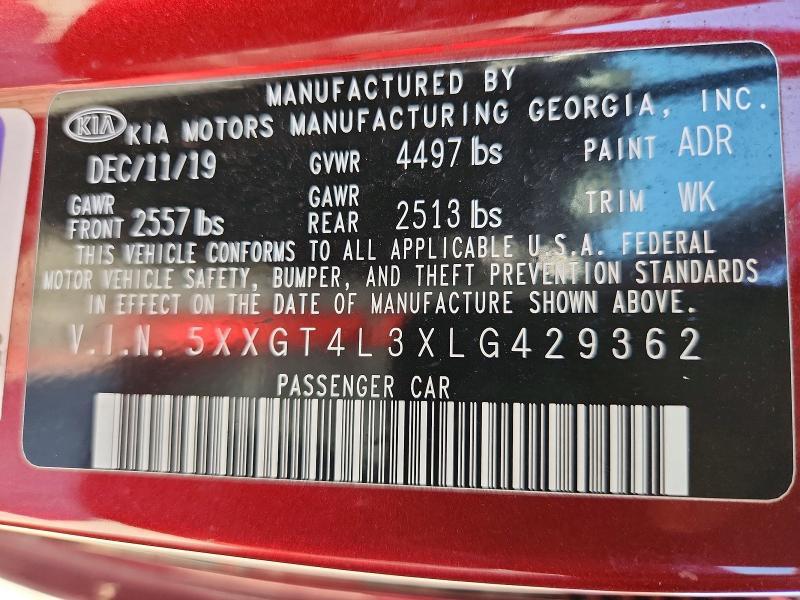 MANUFACTURED BY
KIA KIA MOTORS MANUFACTURING GEORGIA, INC.
DEC/11/19 GVWR 4497 lbs PAINT ADR
GAWR FRONT 2557 lbs GAWR REAR 2513 lbs TRIM WK
THIS VEHICLE CONFORMS TO ALL APPLICABLE U.S.A. FEDERAL
MOTOR VEHICLE SAFETY, BUMPER, AND THEFT PREVENTION STANDARDS
IN EFFECT ON THE DATE OF MANUFACTURE SHOWN ABOVE.
V.I.N. 5XXGT4L3XLG429362
PASSENGER CAR